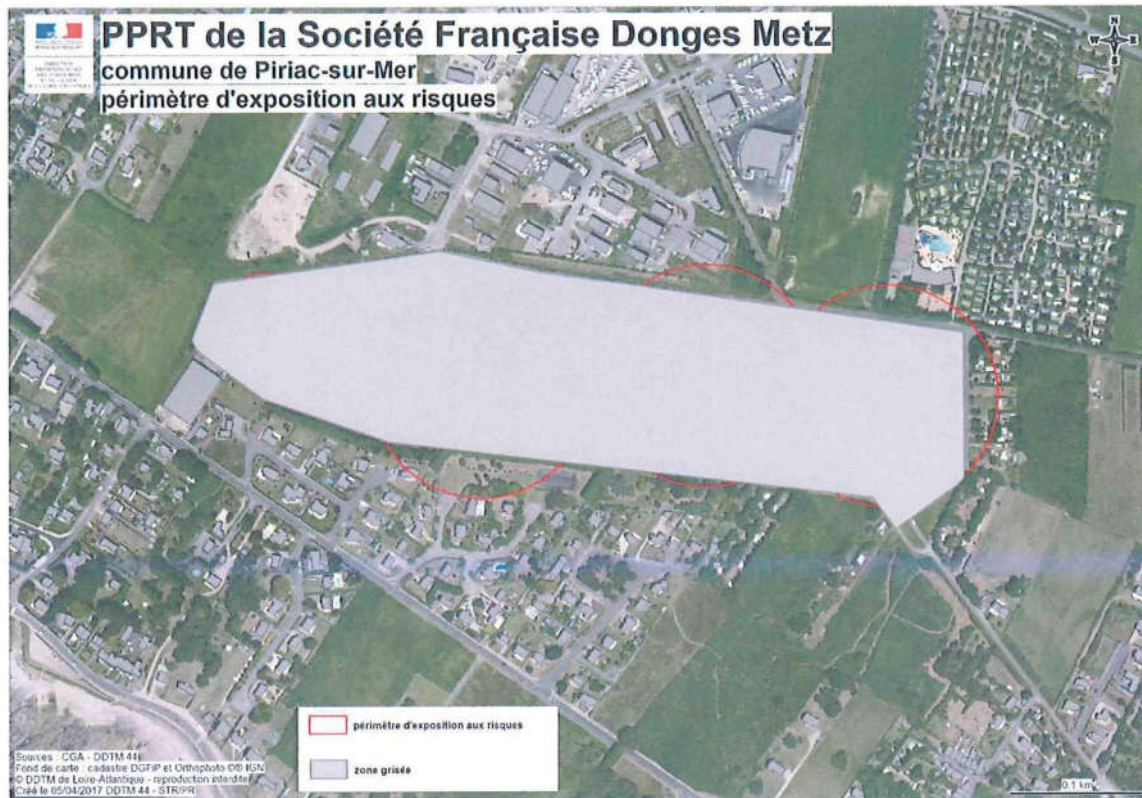 PPRT de la Société Française Donges Metz
commune de Piriac-sur-Mer
périmètre d'exposition aux risques
N
W E
S
périmètre d'exposition aux risques
zone grisée
Sources : CGA - DDTM 44
Fond de carte : cadastre DGFiP et Orthophoto ©® IGN
© DDTM de Loire-Atlantique - reproduction interdite
Créé le 05/04/2017 DDTM 44 - STR/PR
0.1 km